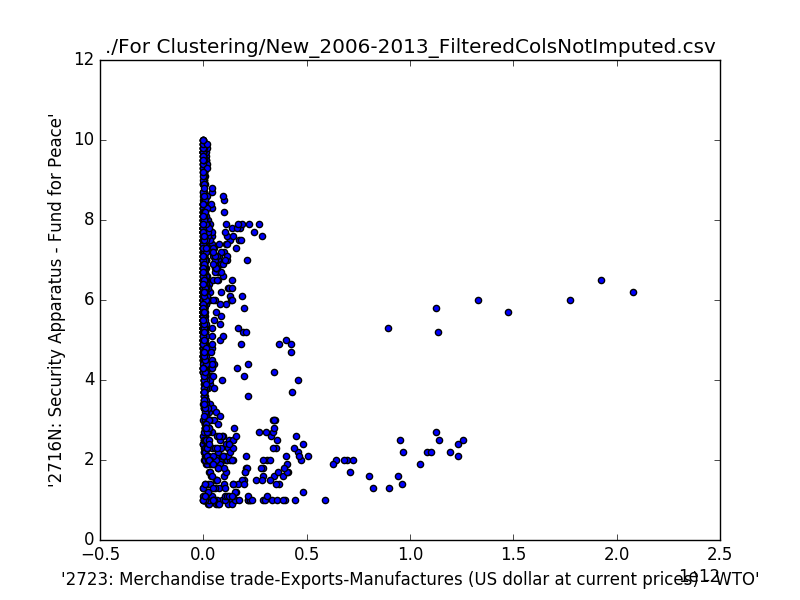 ./For Clustering/New_2006-2013_FilteredColsNotImputed.csv
12
10
8
6
4
2
0
'2716N: Security Apparatus - Fund for Peace'
−0.5 0.0 0.5 1.0 1.5 2.0 2.5
1e12
'2723: Merchandise trade-Exports-Manufactures (US dollar at current prices) - WTO'